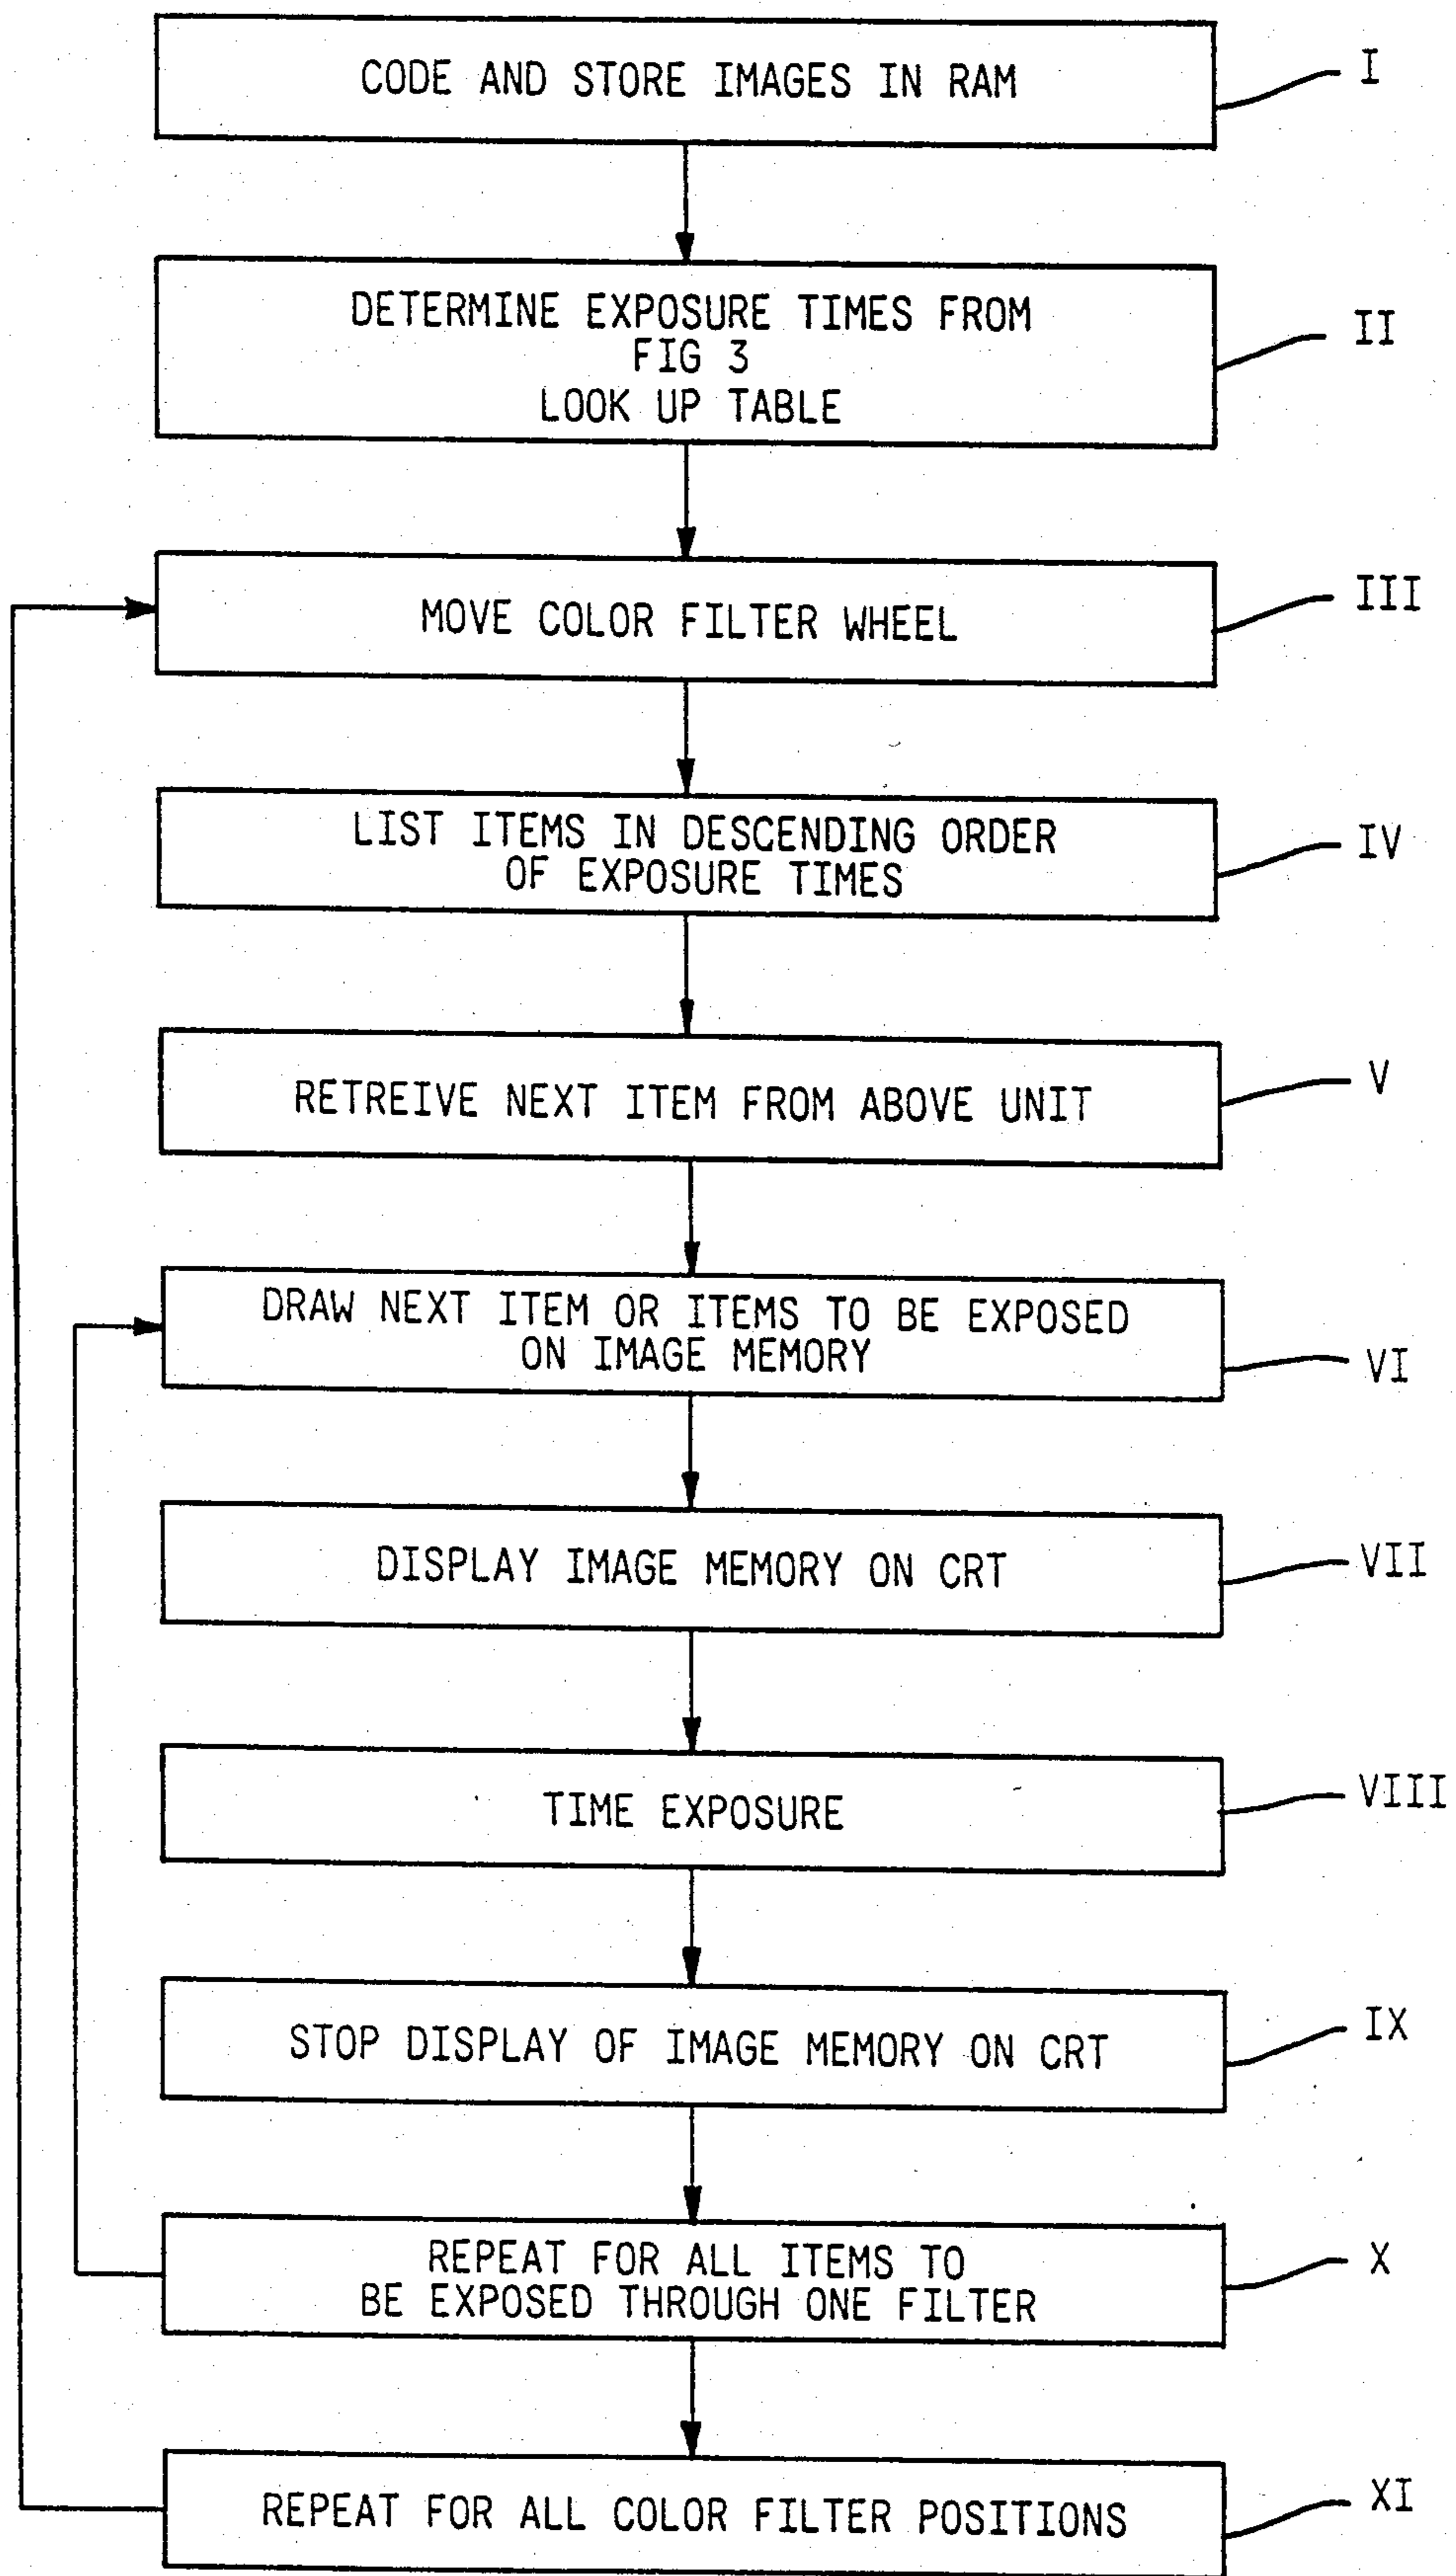 CODE AND STORE IMAGES IN RAM
I
DETERMINE EXPOSURE TIMES FROM
FIG 3
LOOK UP TABLE
II
MOVE COLOR FILTER WHEEL
III
LIST ITEMS IN DESCENDING ORDER
OF EXPOSURE TIMES
IV
RETREIVE NEXT ITEM FROM ABOVE UNIT
V
DRAW NEXT ITEM OR ITEMS TO BE EXPOSED
ON IMAGE MEMORY
VI
DISPLAY IMAGE MEMORY ON CRT
VII
TIME EXPOSURE
VIII
STOP DISPLAY OF IMAGE MEMORY ON CRT
IX
REPEAT FOR ALL ITEMS TO
BE EXPOSED THROUGH ONE FILTER
X
REPEAT FOR ALL COLOR FILTER POSITIONS
XI